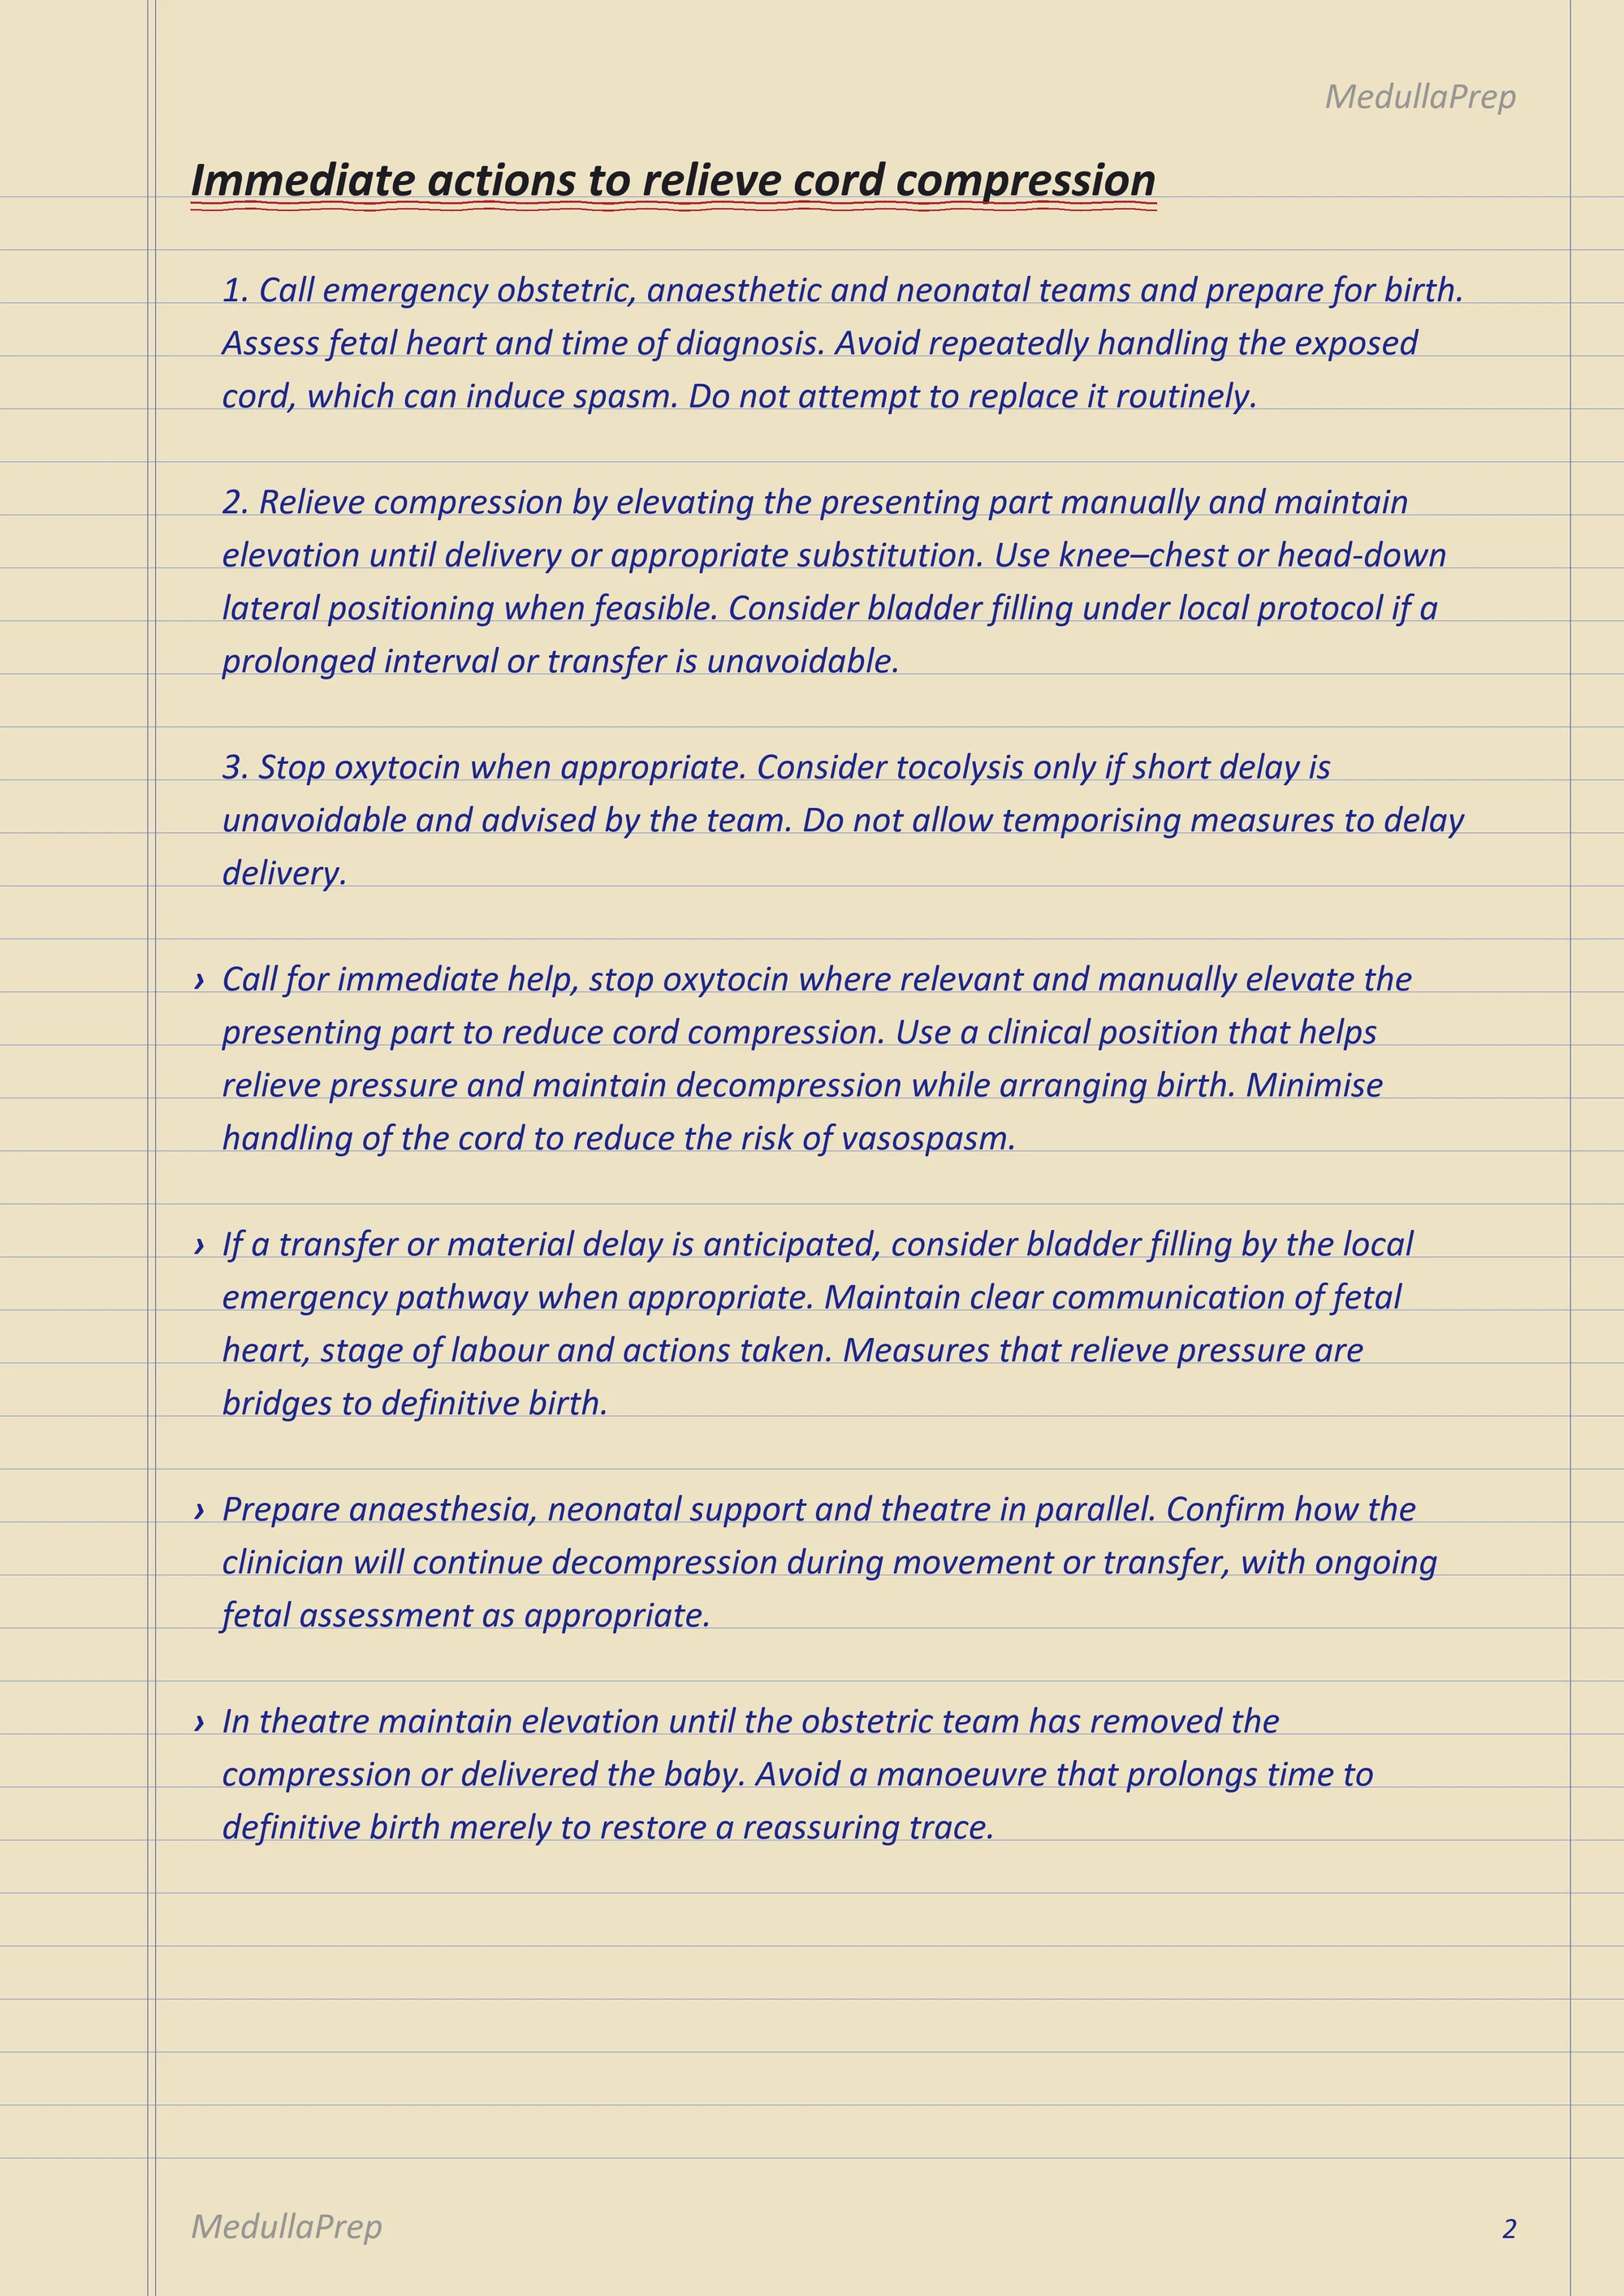 MedullaPrep
Immediate actions to relieve cord compression
1. Call emergency obstetric, anaesthetic and neonatal teams and prepare for birth.
Assess fetal heart and time of diagnosis. Avoid repeatedly handling the exposed
cord, which can induce spasm. Do not attempt to replace it routinely.
2. Relieve compression by elevating the presenting part manually and maintain
elevation until delivery or appropriate substitution. Use knee–chest or head-down
lateral positioning when feasible. Consider bladder filling under local protocol if a
prolonged interval or transfer is unavoidable.
3. Stop oxytocin when appropriate. Consider tocolysis only if short delay is
unavoidable and advised by the team. Do not allow temporising measures to delay
delivery.
› Call for immediate help, stop oxytocin where relevant and manually elevate the
presenting part to reduce cord compression. Use a clinical position that helps
relieve pressure and maintain decompression while arranging birth. Minimise
handling of the cord to reduce the risk of vasospasm.
› If a transfer or material delay is anticipated, consider bladder filling by the local
emergency pathway when appropriate. Maintain clear communication of fetal
heart, stage of labour and actions taken. Measures that relieve pressure are
bridges to definitive birth.
› Prepare anaesthesia, neonatal support and theatre in parallel. Confirm how the
clinician will continue decompression during movement or transfer, with ongoing
fetal assessment as appropriate.
› In theatre maintain elevation until the obstetric team has removed the
compression or delivered the baby. Avoid a manoeuvre that prolongs time to
definitive birth merely to restore a reassuring trace.
MedullaPrep
2